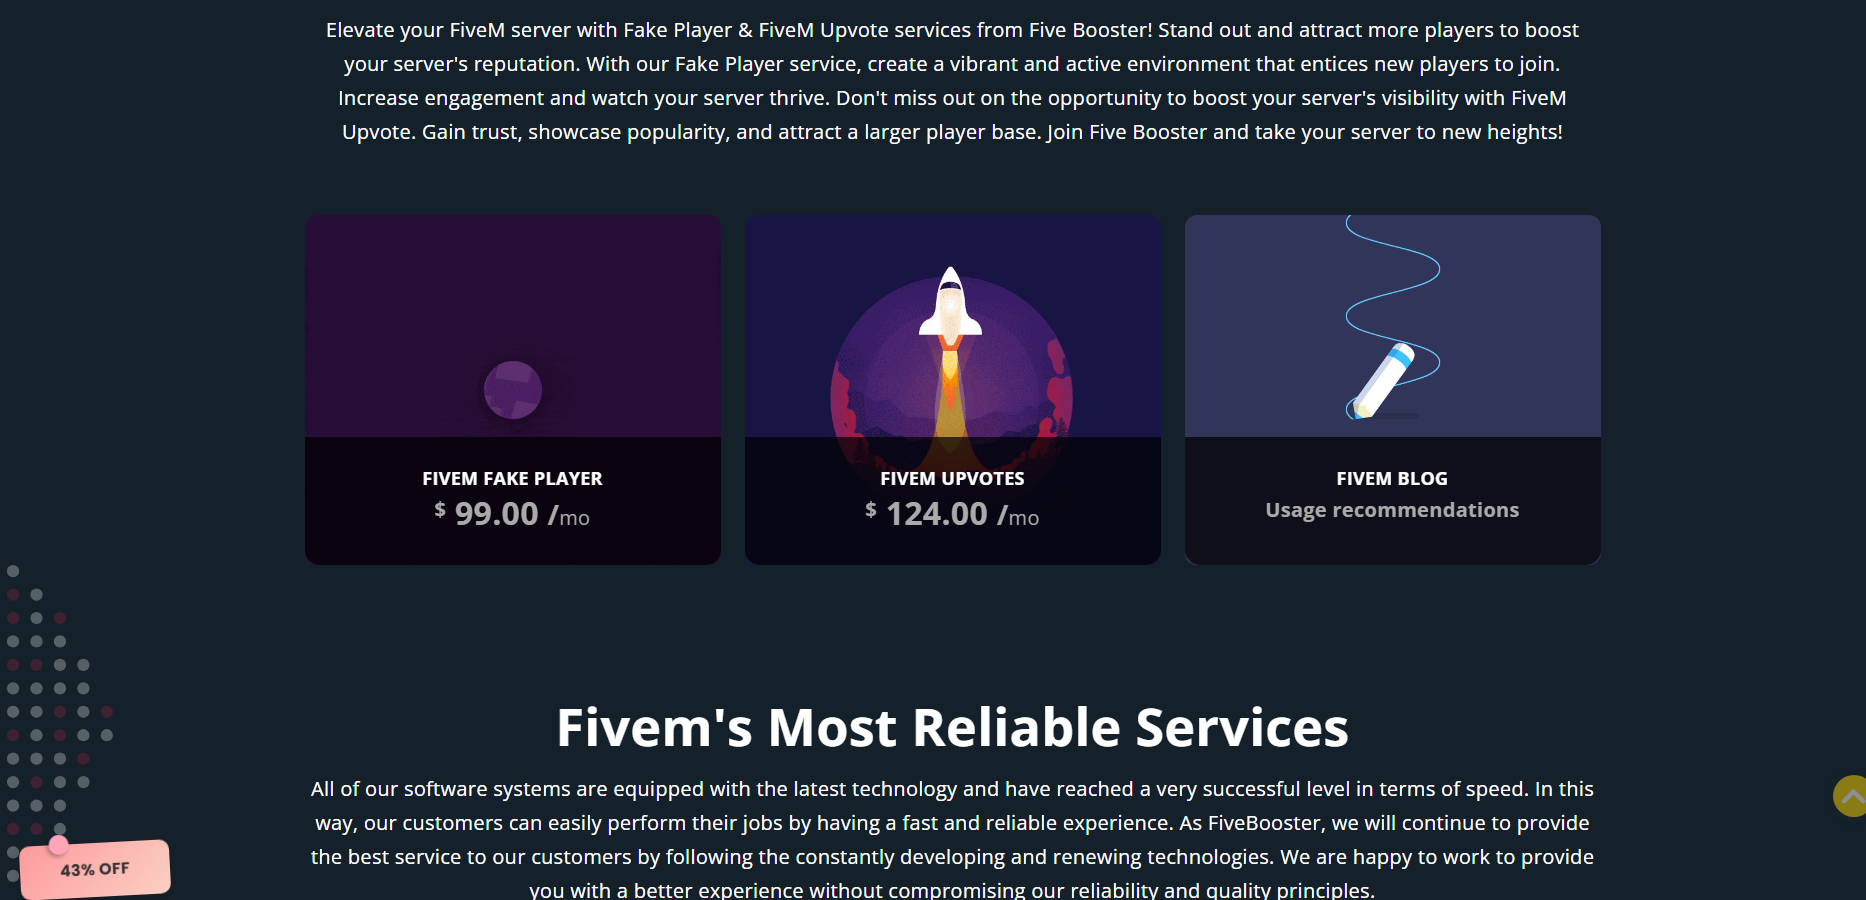 Elevate your FiveM server with Fake Player & FiveM Upvote services from Five Booster! Stand out and attract more players to boost
your server's reputation. With our Fake Player service, create a vibrant and active environment that entices new players to join.
Increase engagement and watch your server thrive. Don't miss out on the opportunity to boost your server's visibility with FiveM
Upvote. Gain trust, showcase popularity, and attract a larger player base. Join Five Booster and take your server to new heights!
FIVEM FAKE PLAYER
$ 99.00 /mo
FIVEM UPVOTES
$ 124.00 /mo
FIVEM BLOG
Usage recommendations
Fivem's Most Reliable Services
All of our software systems are equipped with the latest technology and have reached a very successful level in terms of speed. In this
way, our customers can easily perform their jobs by having a fast and reliable experience. As FiveBooster, we will continue to provide
the best service to our customers by following the constantly developing and renewing technologies. We are happy to work to provide
you with a better experience without compromising our reliability and quality principles.
43% OFF